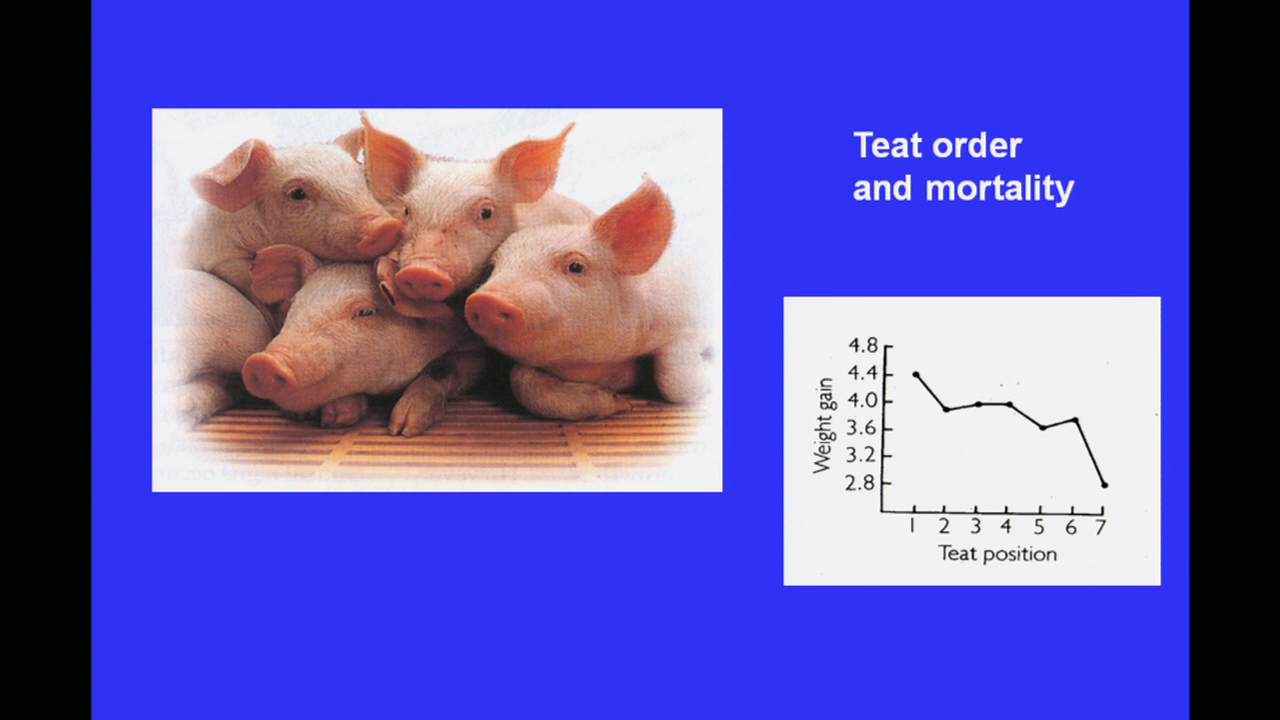 Teat order
and mortality
4.8
4.4
4.0
3.6
3.2
2.8
Weight gain
1 2 3 4 5 6 7
Teat position